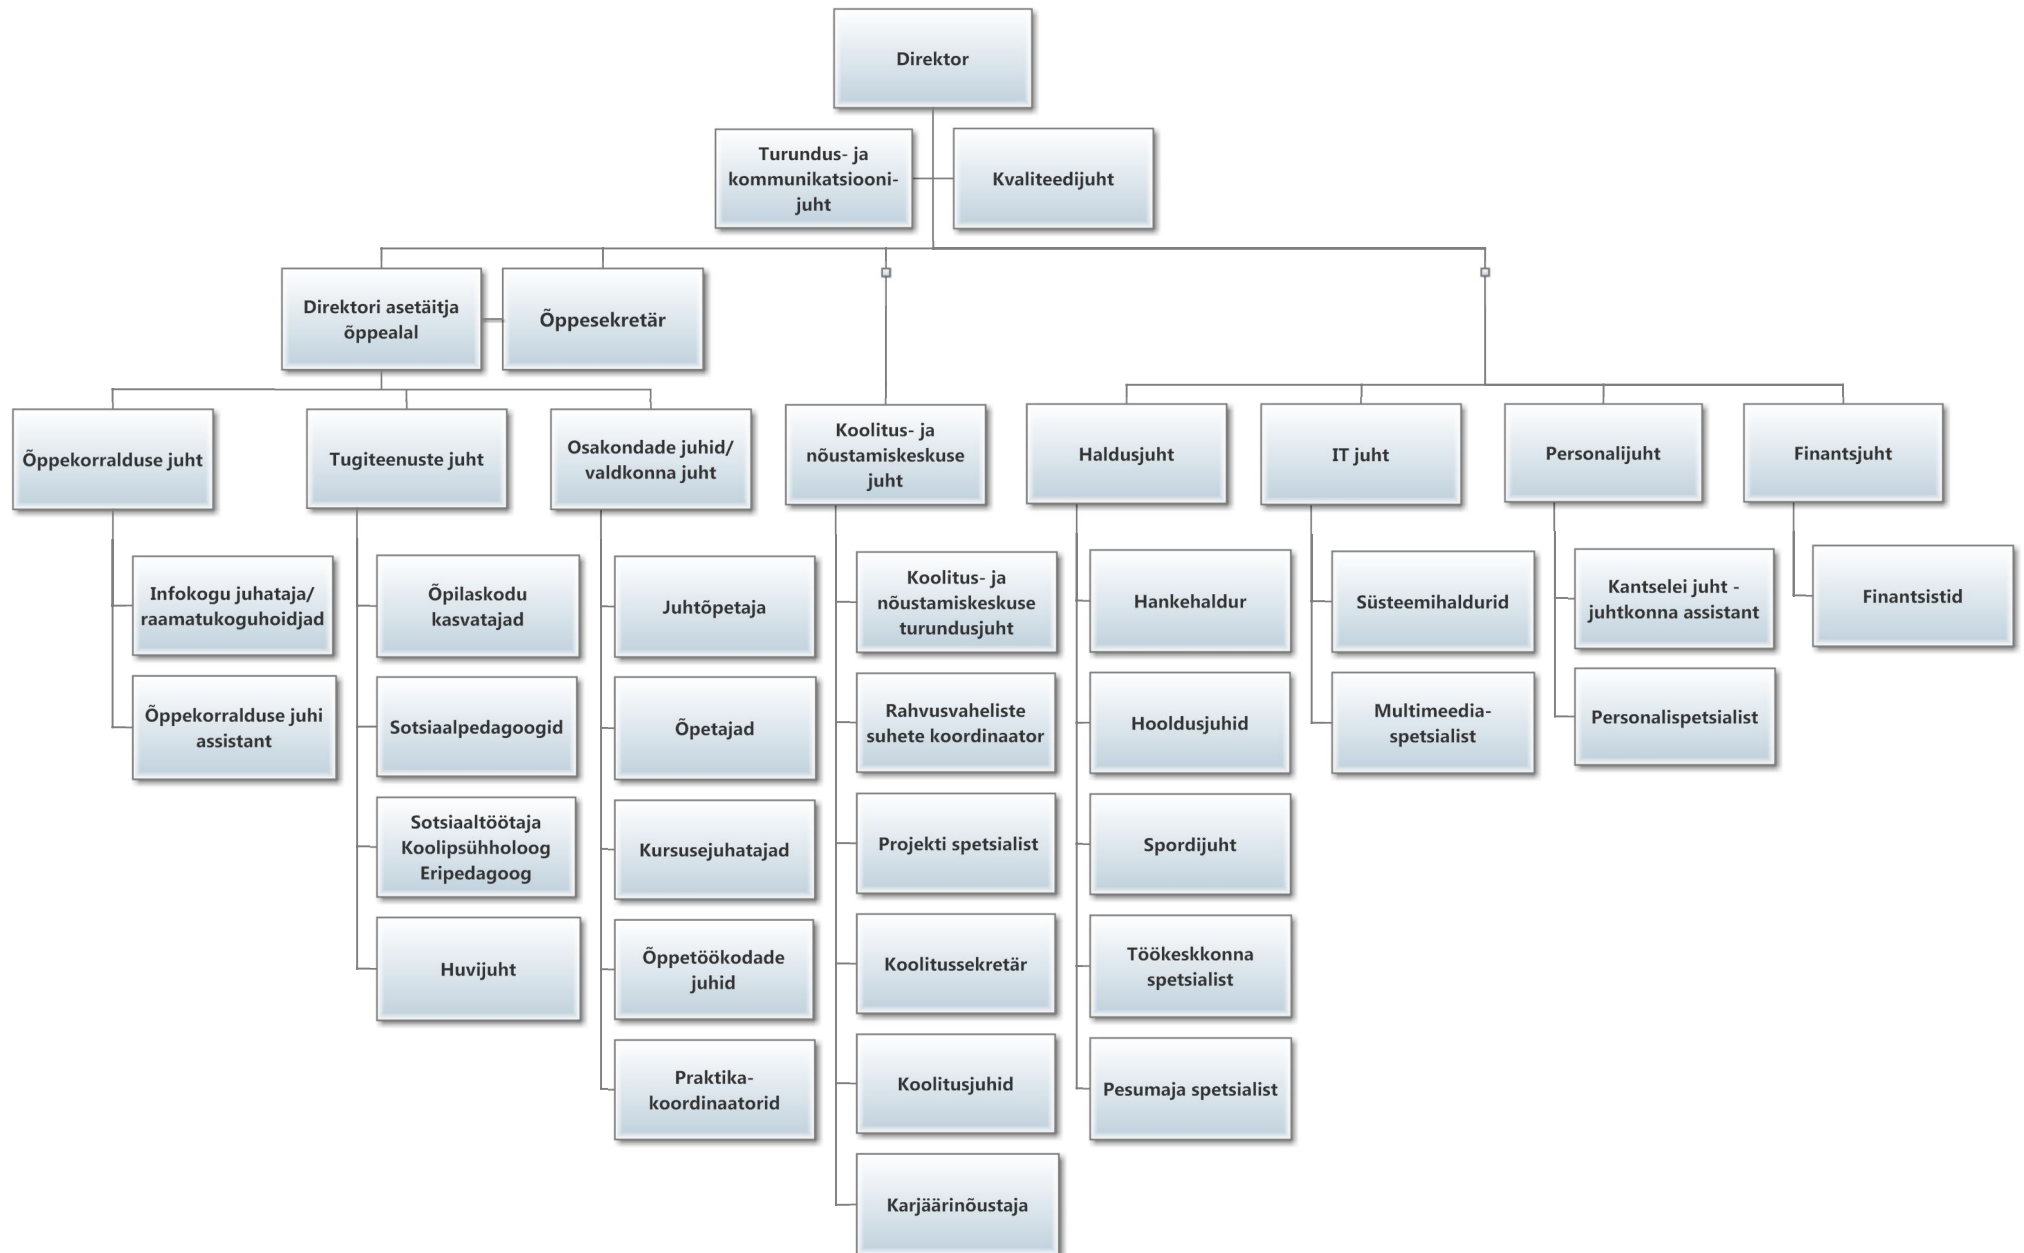 Direktor
Turundus- ja
kommunikatsiooni-
juht
Kvaliteedijuht
Direktori asetäitja
õppealal
Õppesekretär
Õppekorralduse juht
Tugiteenuste juht
Osakondade juhid/
valdkonna juht
Koolitus- ja
nõustamiskeskuse
juht
Haldusjuht
IT juht
Personalijuht
Finantsjuht
Infokogu juhataja/
raamatukoguhoidjad
Õppekorralduse juhi
assistant
Õpilaskodu
kasvatajad
Sotsiaalpedagoogid
Sotsiaaltöötaja
Koolipsühholoog
Eripedagoog
Huvijuht
Juhtõpetaja
Õpetajad
Kursusejuhatajad
Õppetöökodade
juhid
Praktika-
koordinaatorid
Koolitus- ja
nõustamiskeskuse
turundusjuht
Rahvusvaheliste
suhete koordinaator
Projekti spetsialist
Koolitussekretär
Koolitusjuhid
Karjäärinõustaja
Hankehaldur
Hooldusjuhid
Spordijuht
Töökeskkonna
spetsialist
Pesumaja spetsialist
Süsteemihaldurid
Multimeedia-
spetsialist
Kantselei juht -
juhtkonna assistant
Personalispetsialist
Finantsistid